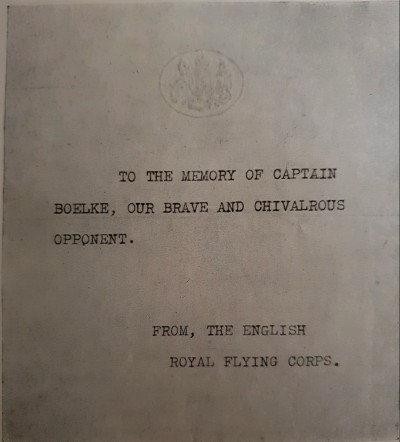 TO THE MEMORY OF CAPTAIN
BOELKE, OUR BRAVE AND CHIVALROUS
OPPONENT.
FROM, THE ENGLISH
ROYAL FLYING CORPS.